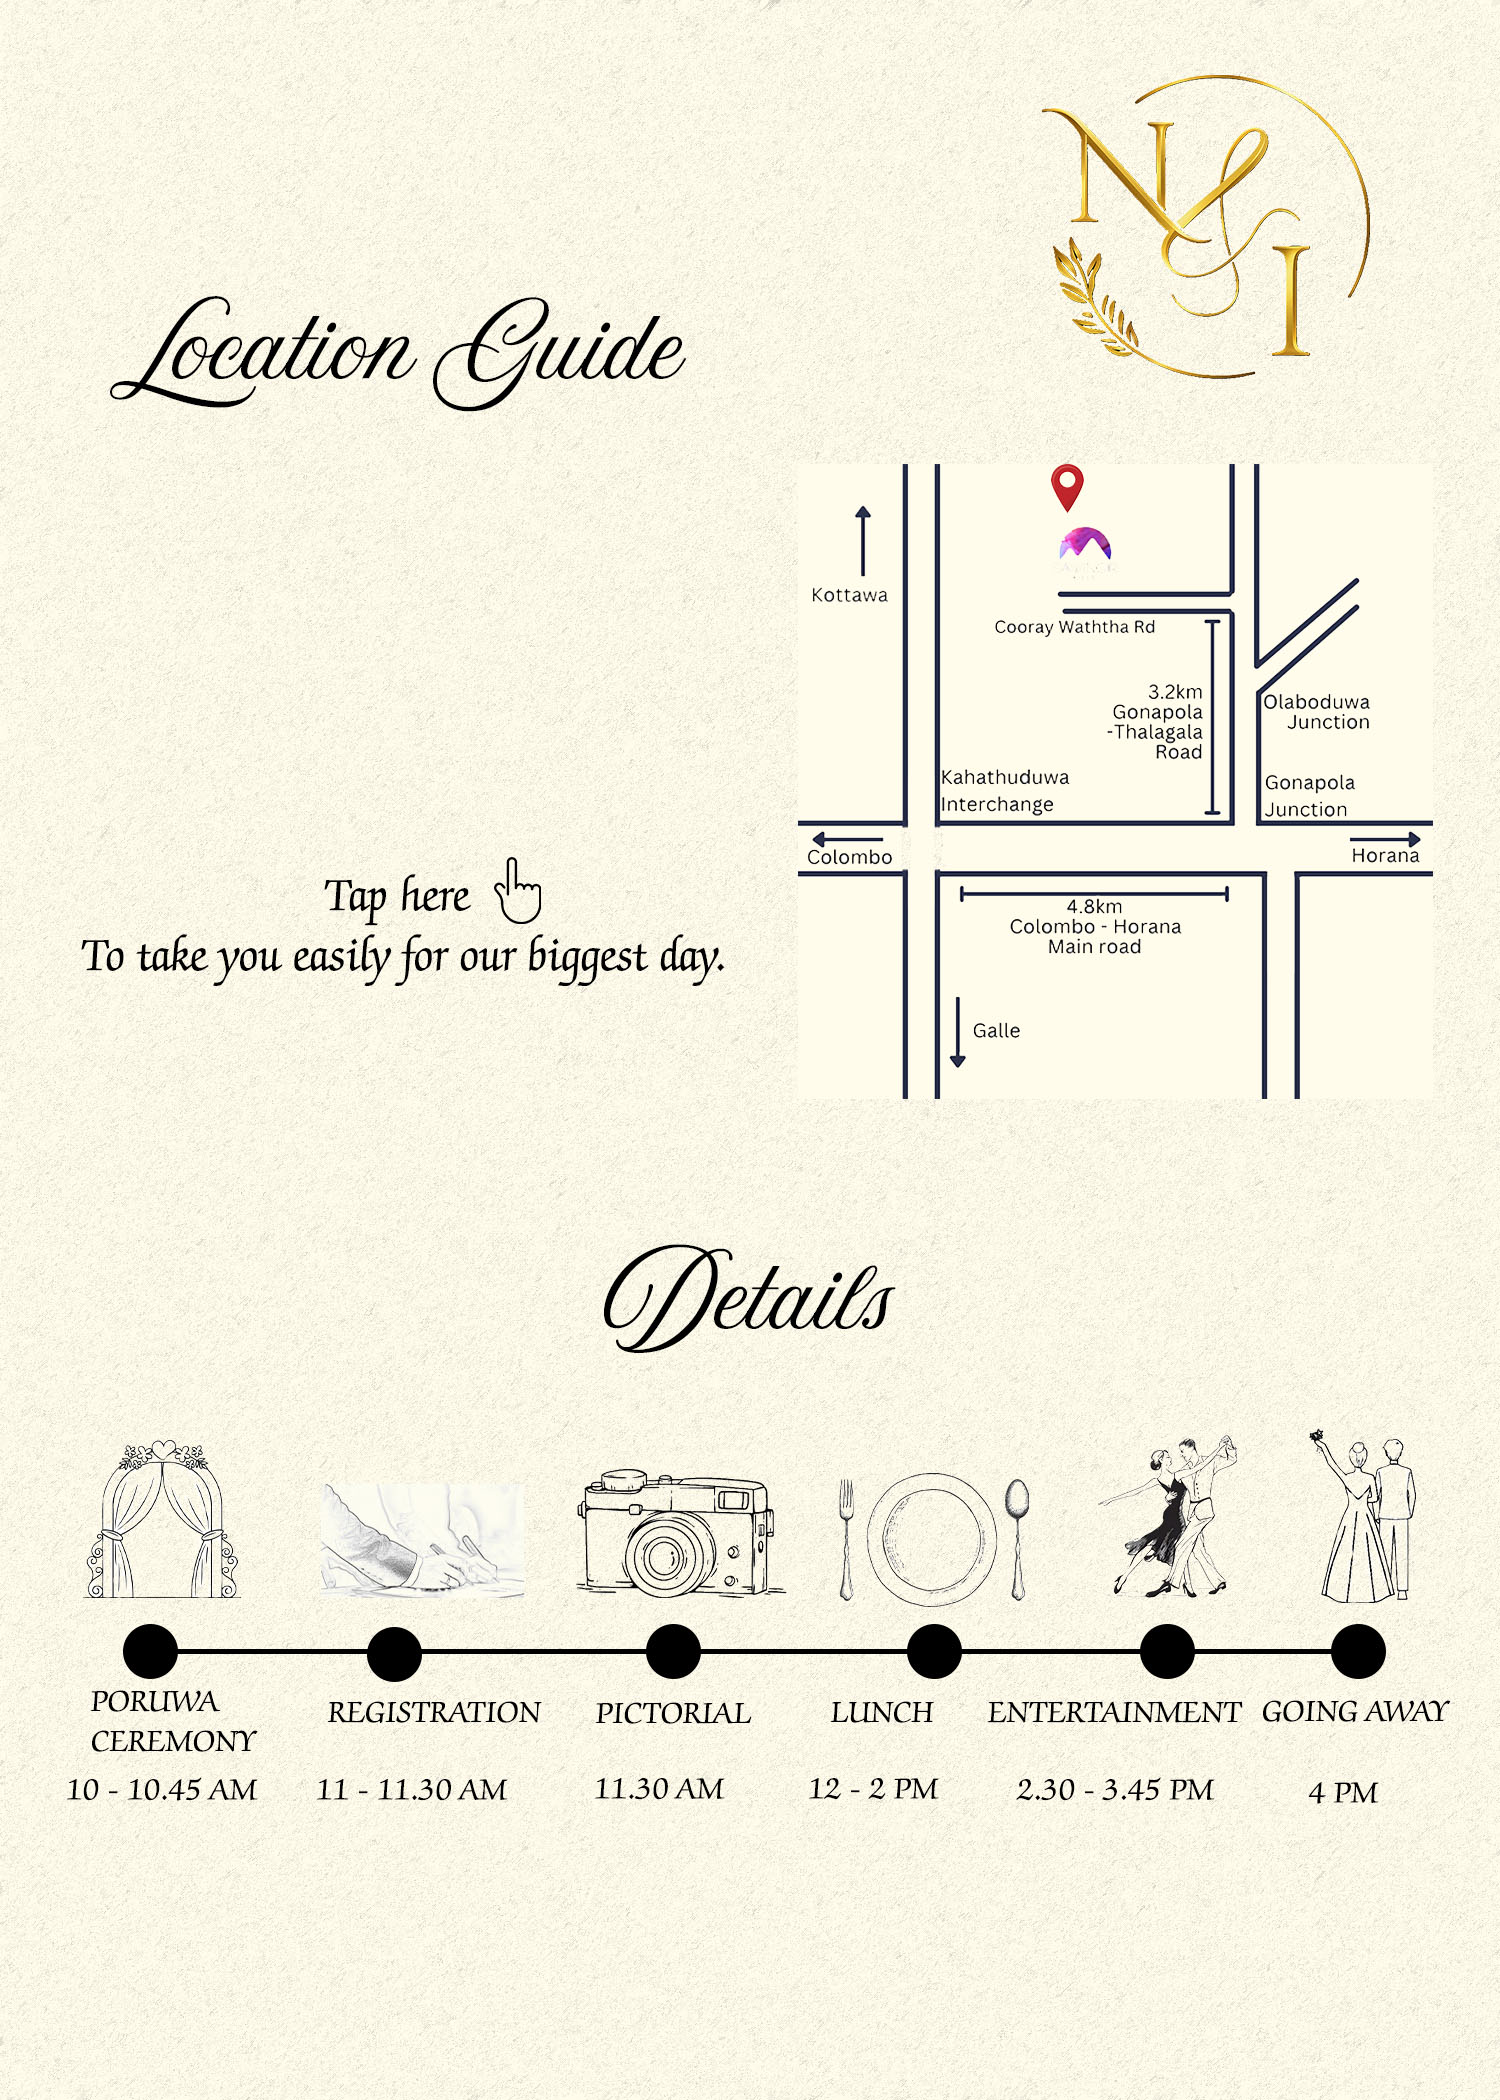 N & I
Location Guide
Kottawa
Cooray Waththa Rd
3.2km
Gonapola
-Thalagala
Road
Olaboduwa
Junction
Kahathuduwa
Interchange
Gonapola
Junction
Colombo
Horana
4.8km
Colombo - Horana
Main road
Galle
Tap here
To take you easily for our biggest day.
Details
PORUWA
CEREMONY
10 - 10.45 AM
REGISTRATION
11 - 11.30 AM
PICTORIAL
11.30 AM
LUNCH
12 - 2 PM
ENTERTAINMENT
2.30 - 3.45 PM
GOING AWAY
4 PM